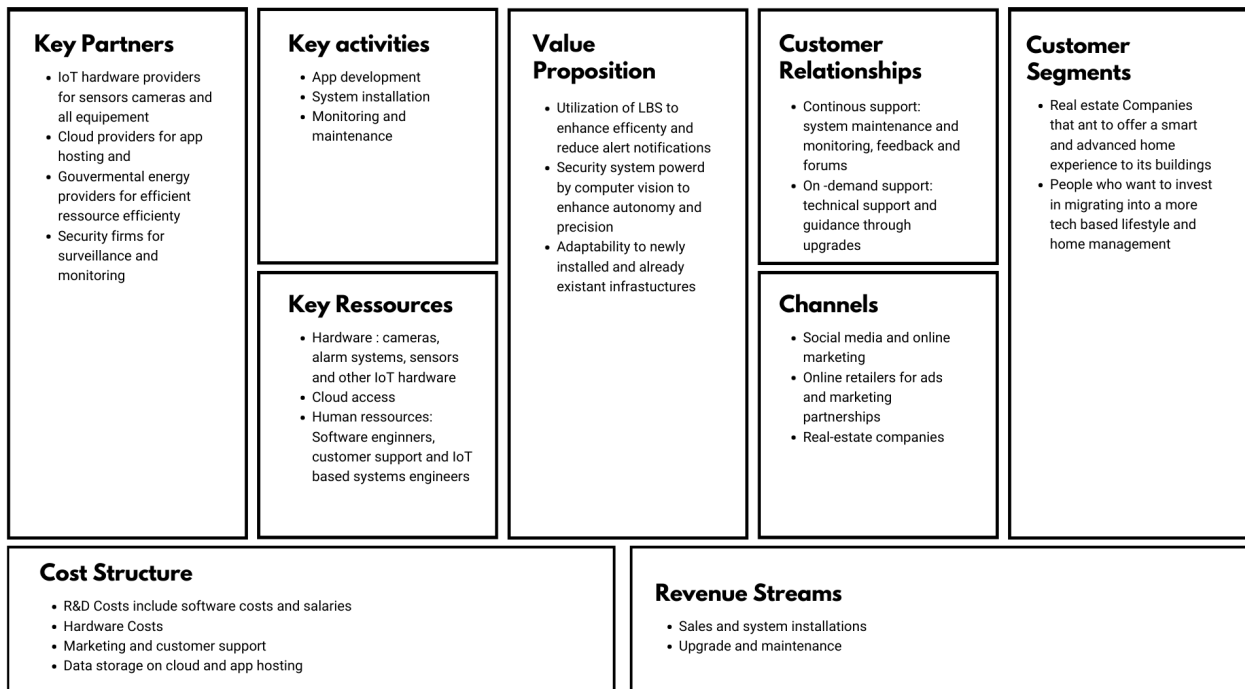 Key Partners
IoT hardware providers
for sensors cameras and
all equipement
Cloud providers for app
hosting and
Gouvermental energy
providers for efficient
ressource efficienty
Security firms for
surveillance and
monitoring
Key activities
App development
System installation
Monitoring and
maintenance
Key Ressources
Hardware : cameras,
alarm systems, sensors
and other IoT hardware
Cloud access
Human ressources:
Software enginners,
customer support and IoT
based systems engineers
Value
Proposition
Utilization of LBS to
enhance efficenty and
reduce alert notifications
Security system powerd
by computer vision to
enhance autonomy and
precision
Adaptability to newly
installed and already
existant infrastuctures
Customer
Relationships
Continous support:
system maintenance and
monitoring, feedback and
forums
On -demand support:
technical support and
guidance through
upgrades
Channels
Social media and online
marketing
Online retailers for ads
and marketing
partnerships
Real-estate companies
Customer
Segments
Real estate Companies
that ant to offer a smart
and advanced home
experience to its buildings
People who want to invest
in migrating into a more
tech based lifestyle and
home management
Cost Structure
R&D Costs include software costs and salaries
Hardware Costs
Marketing and customer support
Data storage on cloud and app hosting
Revenue Streams
Sales and system installations
Upgrade and maintenance